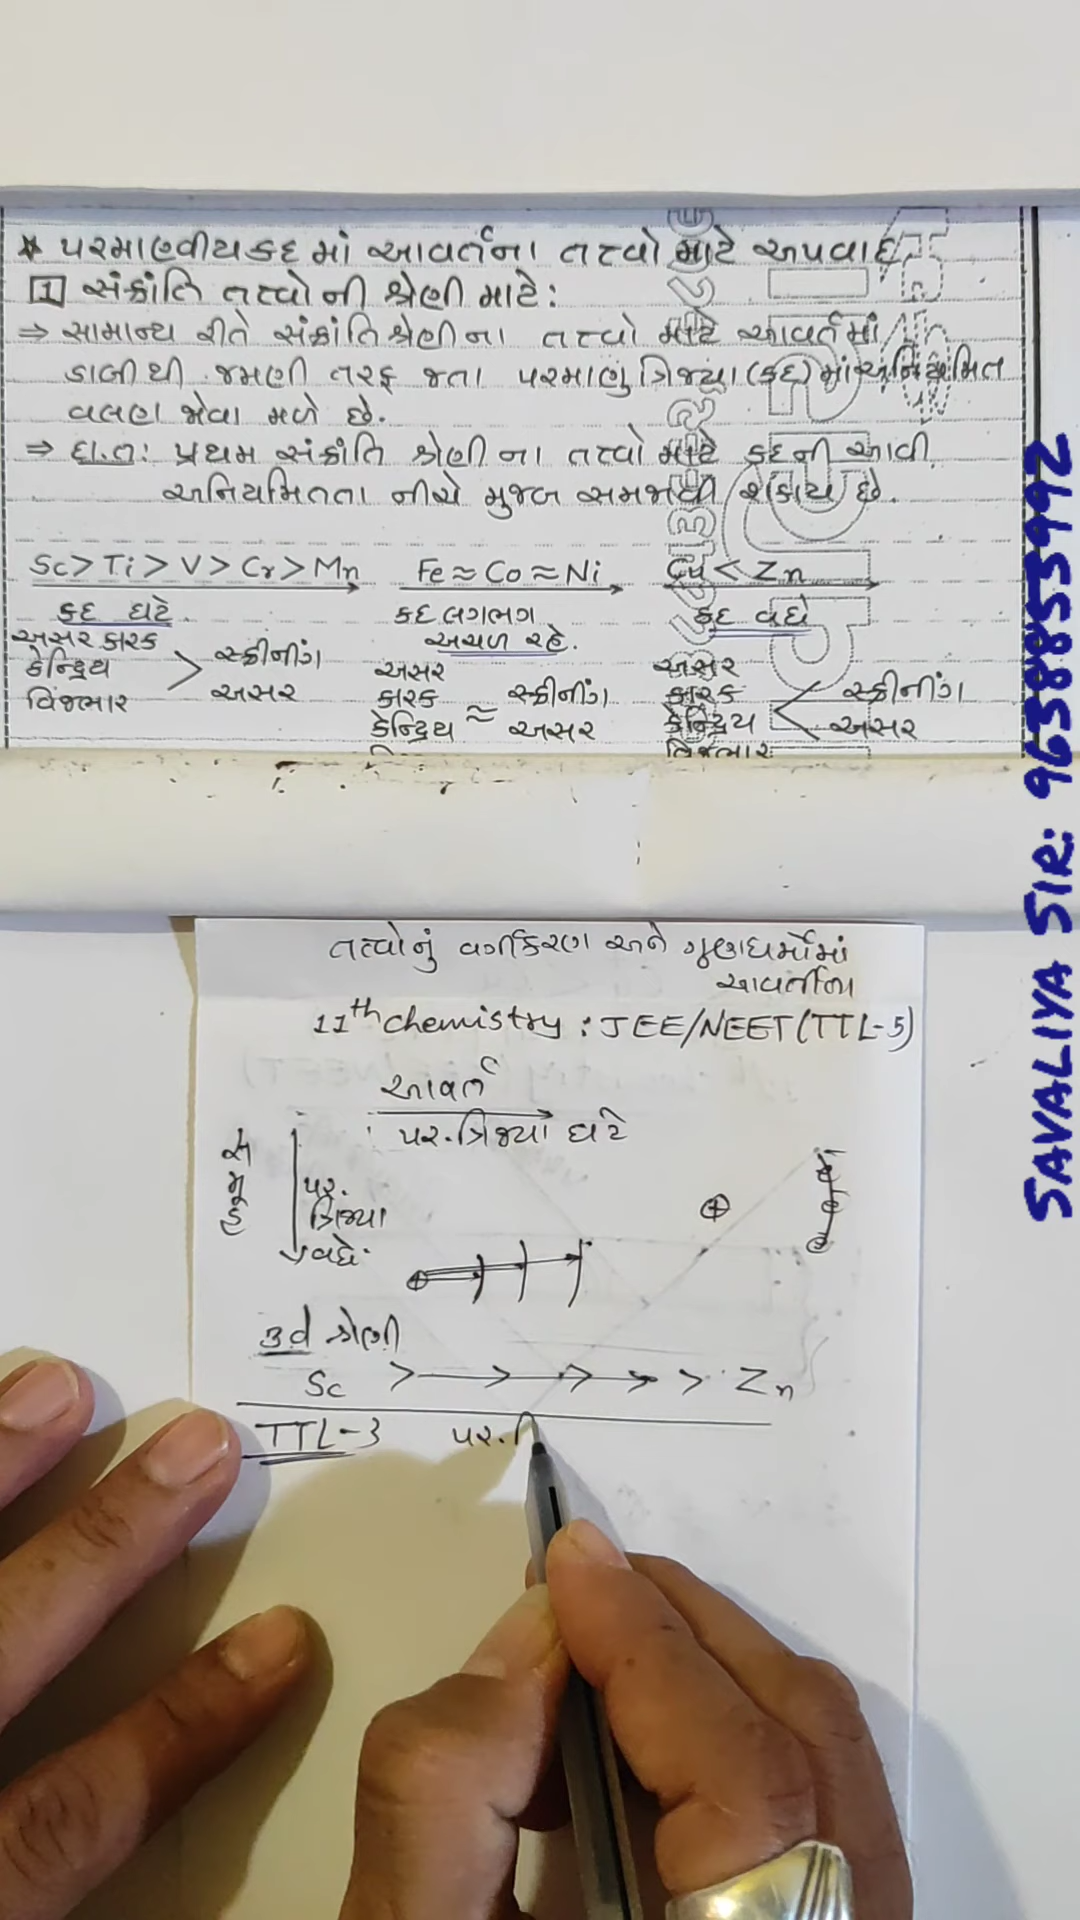 * પરમાણ્વીય કદ માં આવર્તના તત્વો માટે અપવાદ
1 સંક્રાંતિ તત્વો ની શ્રેણી માટે:
⇒ સામાન્ય રીતે સંક્રાંતિ શ્રેણીના તત્વો માટે આવર્તમાં
ડાબીથી જમણી તરફ જતા પરમાણુ ત્રિજ્યા (કદ) માં અનિયમિત
વલણ જોવા મળે છે.
⇒ દા.ત: પ્રથમ સંક્રાંતિ શ્રેણી ના તત્વો માટે કદની આવી
અનિયમિતતા નીચે મુજબ સમજાવી શકાય છે.
Sc > Ti > V > Cr > Mn Fe ≈ Co ≈ Ni Cu < Zn
કદ ઘટે કદ લગભગ અચળ રહે. કદ વધે
અસર કારક કેન્દ્રિય વિજભાર > સ્ક્રીનીંગ અસર
અસર કારક કેન્દ્રિય ≈ સ્ક્રીનીંગ અસર
અસર કારક કેન્દ્રિય વિજભાર < સ્ક્રીનીંગ અસર
SAVALIYA SIR: 9638855992
તત્વોનું વર્ગીકરણ અને ગુણધર્મોમાં
આવર્તીતા
11th chemistry : JEE/NEET (TTL-5)
આવર્ત
પર. ત્રિજ્યા ઘટે
સમૂહ
પર.
ત્રિજ્યા
વધે.
3d શ્રેણી
Sc > > > > > Zn
TTL-3 પર.